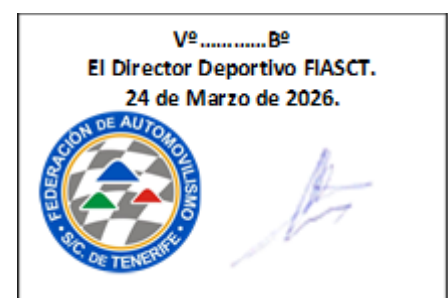 Vº............Bº
El Director Deportivo FIASCT.
24 de Marzo de 2026.
FEDERACIÓN DE AUTOMOVILISMO
S/C. DE TENERIFE